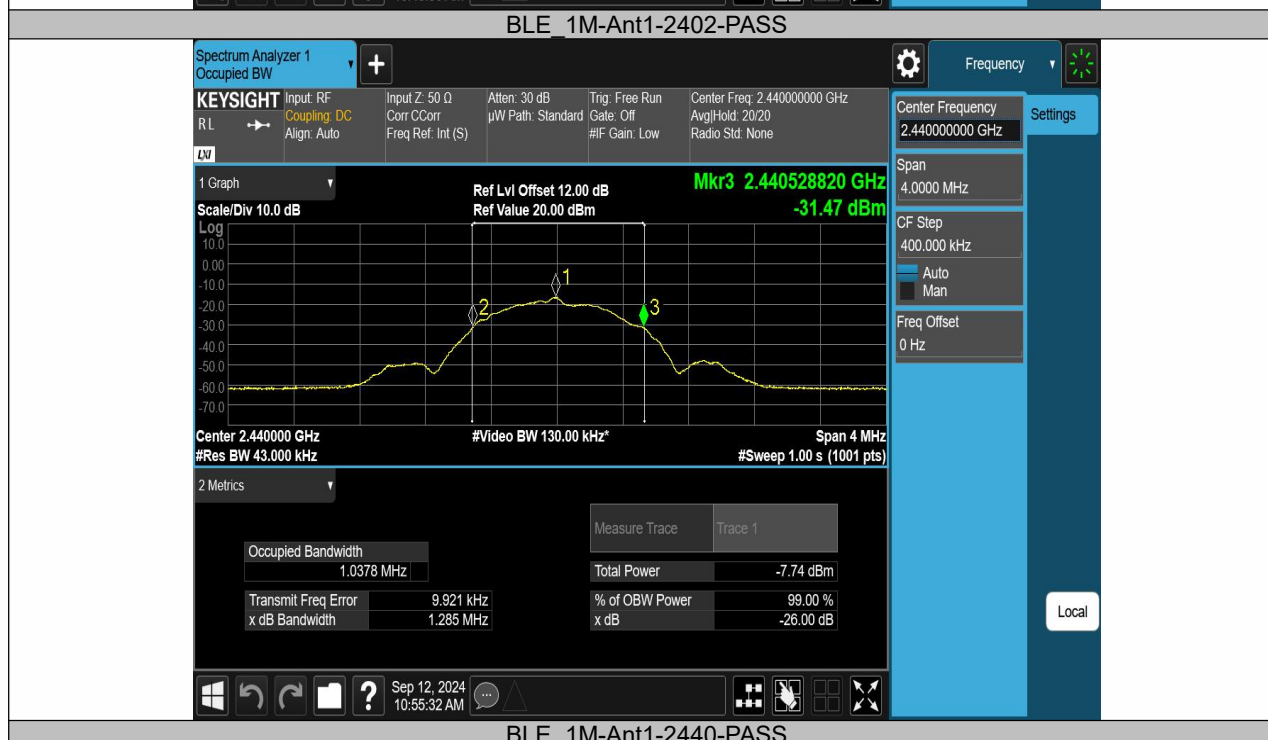 BLE_1M-Ant1-2402-PASS
Spectrum Analyzer 1
Occupied BW
+
Frequency
KEYSIGHT
RL
LXI
Input: RF
Coupling: DC
Align: Auto
Input Z: 50 Ω
Corr CCorr
Freq Ref: Int (S)
Atten: 30 dB
µW Path: Standard
Trig: Free Run
Gate: Off
#IF Gain: Low
Center Freq: 2.440000000 GHz
Avg|Hold: 20/20
Radio Std: None
Center Frequency
2.440000000 GHz
Settings
Span
4.0000 MHz
CF Step
400.000 kHz
Auto
Man
Freq Offset
0 Hz
Local
1 Graph
Scale/Div 10.0 dB
Ref Lvl Offset 12.00 dB
Ref Value 20.00 dBm
Mkr3 2.440528820 GHz
-31.47 dBm
Log
10.0
0.00
-10.0
-20.0
-30.0
-40.0
-50.0
-60.0
-70.0
1
2
3
Center 2.440000 GHz
#Res BW 43.000 kHz
#Video BW 130.00 kHz*
Span 4 MHz
#Sweep 1.00 s (1001 pts)
2 Metrics
Measure Trace Trace 1
Occupied Bandwidth
1.0378 MHz
Total Power -7.74 dBm
Transmit Freq Error 9.921 kHz
% of OBW Power 99.00 %
x dB Bandwidth 1.285 MHz
x dB -26.00 dB
?
Sep 12, 2024
10:55:32 AM
BLE_1M-Ant1-2440-PASS